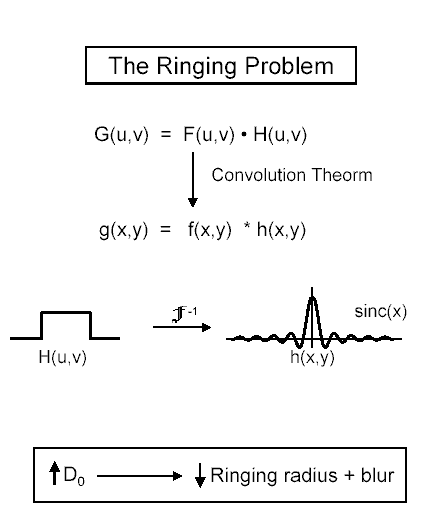 The Ringing Problem
G(u,v) = F(u,v) • H(u,v)
Convolution Theorm
g(x,y) = f(x,y) * h(x,y)
ℱ-1
sinc(x)
H(u,v)
h(x,y)
↑D₀ → ↓ Ringing radius + blur